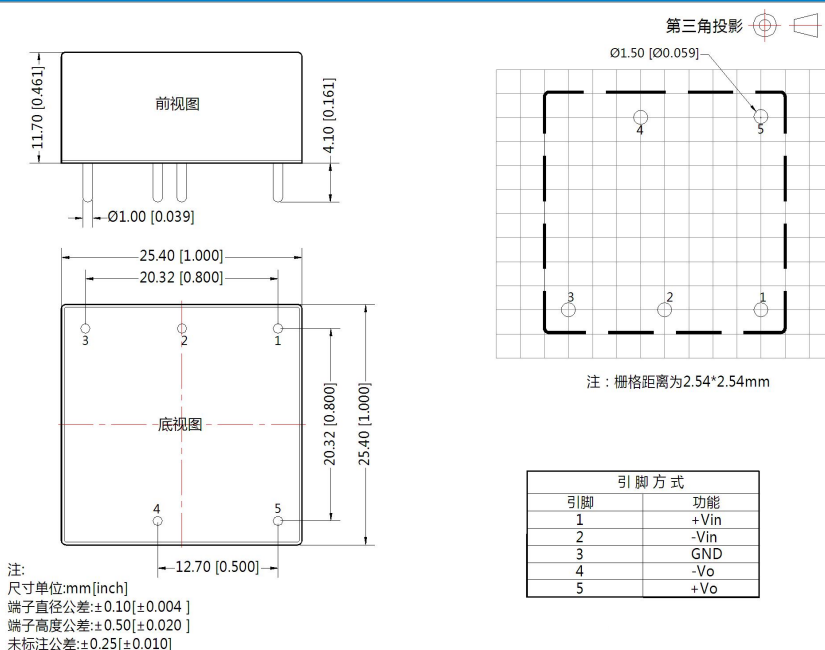 第三角投影
Ø1.50 [Ø0.059]
11.70 [0.461]
前视图
4.10 [0.161]
Ø1.00 [0.039]
4
5
3
2
1
注：栅格距离为2.54*2.54mm
25.40 [1.000]
20.32 [0.800]
3
2
1
底视图
20.32 [0.800]
25.40 [1.000]
4
5
12.70 [0.500]
注:
尺寸单位:mm[inch]
端子直径公差:±0.10[±0.004 ]
端子高度公差:±0.50[±0.020 ]
未标注公差:±0.25[±0.010]
引 脚 方 式
引脚 功能
1 +Vin
2 -Vin
3 GND
4 -Vo
5 +Vo